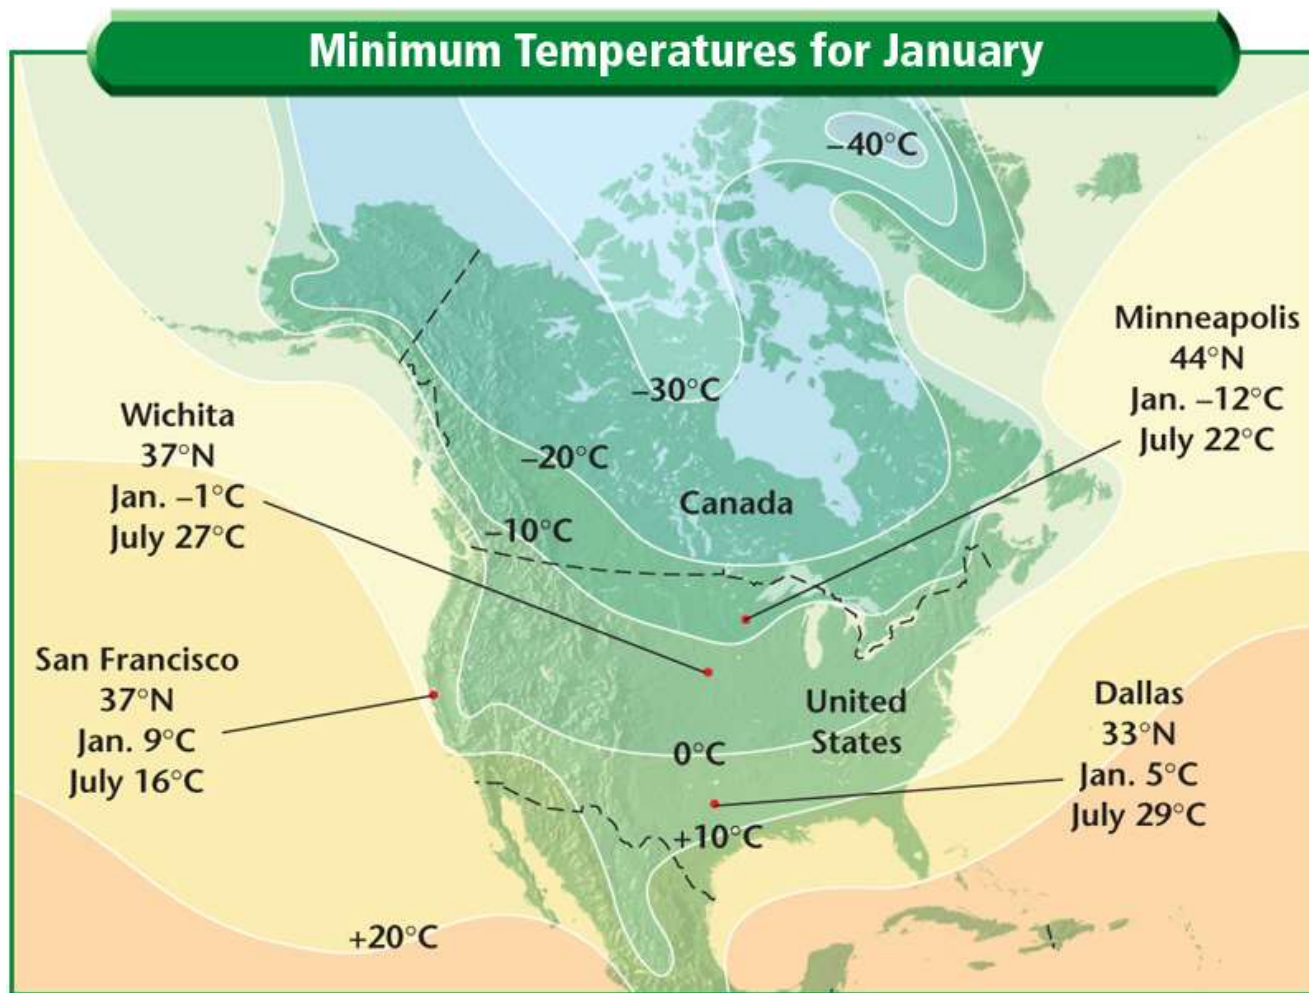 Minimum Temperatures for January
–40°C
Minneapolis
44°N
Jan. –12°C
July 22°C
–30°C
Wichita
37°N
Jan. –1°C
July 27°C
–20°C
Canada
–10°C
San Francisco
37°N
Jan. 9°C
July 16°C
United
States
Dallas
33°N
Jan. 5°C
July 29°C
0°C
+10°C
+20°C